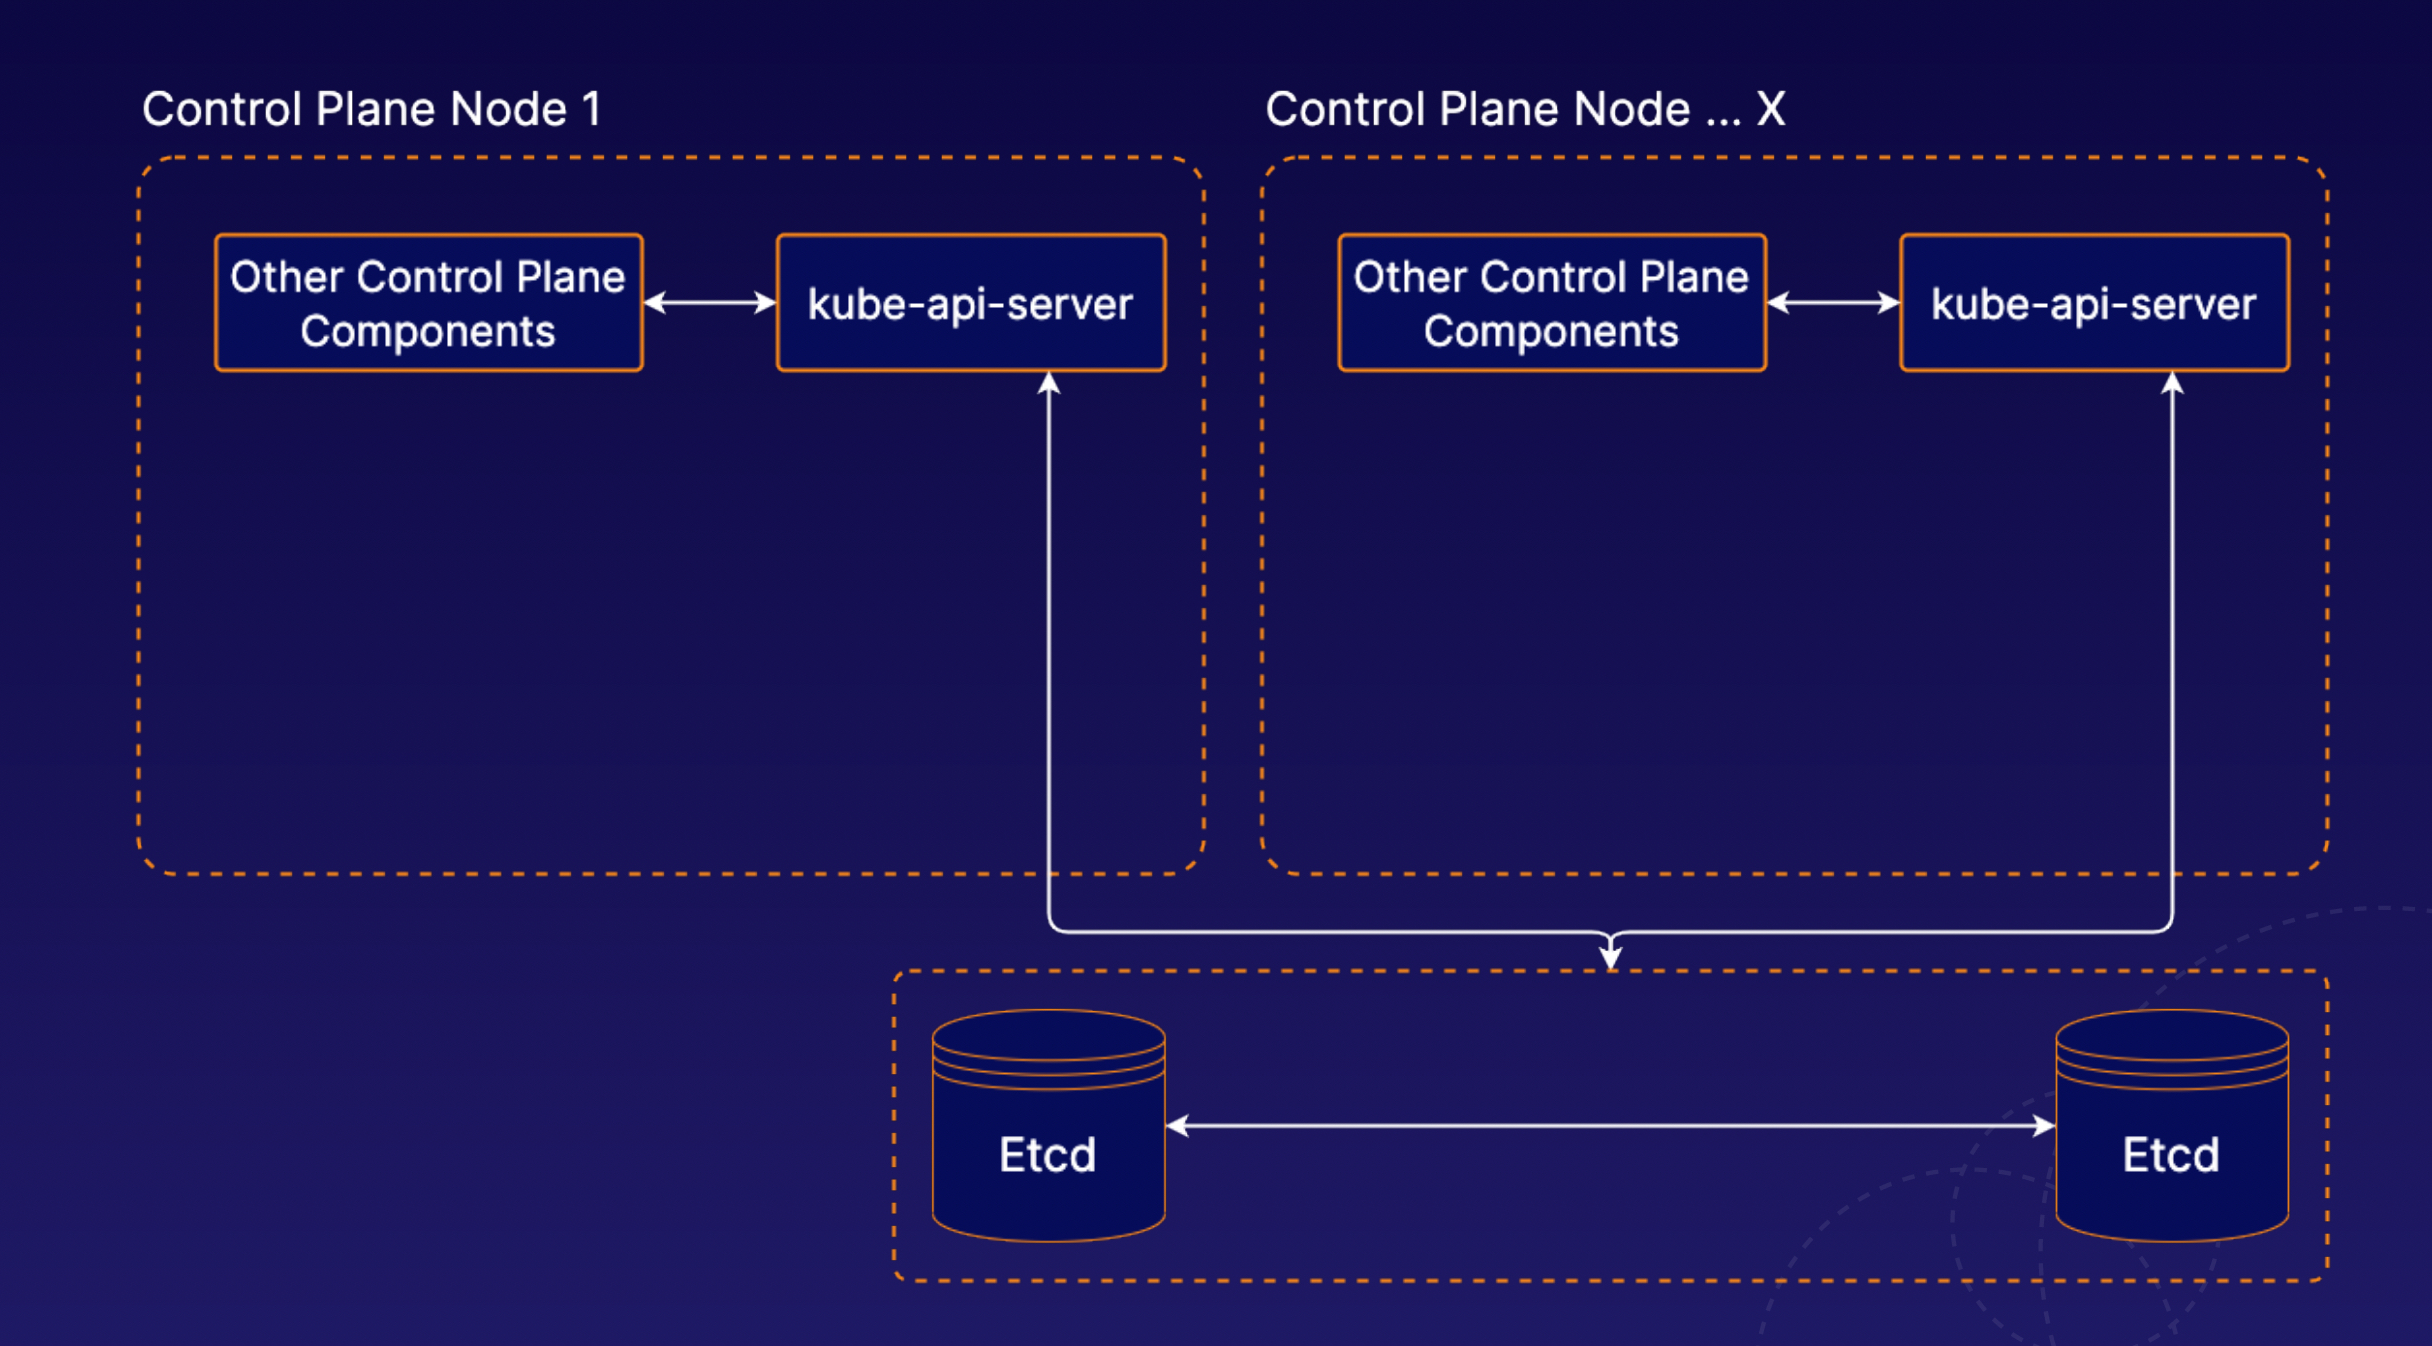 Control Plane Node 1
Control Plane Node ... X
Other Control Plane
Components
kube-api-server
Other Control Plane
Components
kube-api-server
Etcd
Etcd